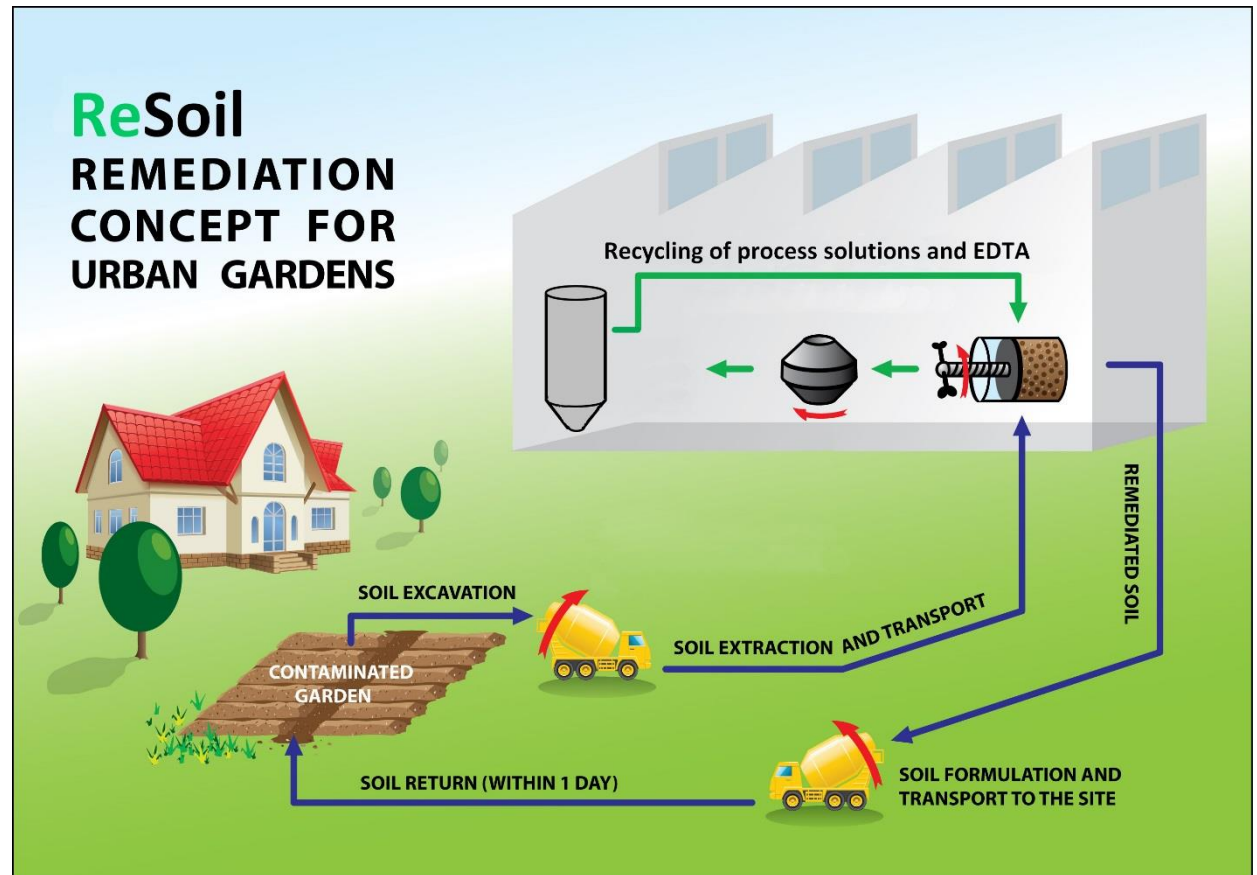 ReSoil
REMEDIATION
CONCEPT FOR
URBAN GARDENS
Recycling of process solutions and EDTA
REMEDIATED SOIL
SOIL EXCAVATION
SOIL EXTRACTION AND TRANSPORT
CONTAMINATED
GARDEN
SOIL RETURN (WITHIN 1 DAY)
SOIL FORMULATION AND
TRANSPORT TO THE SITE